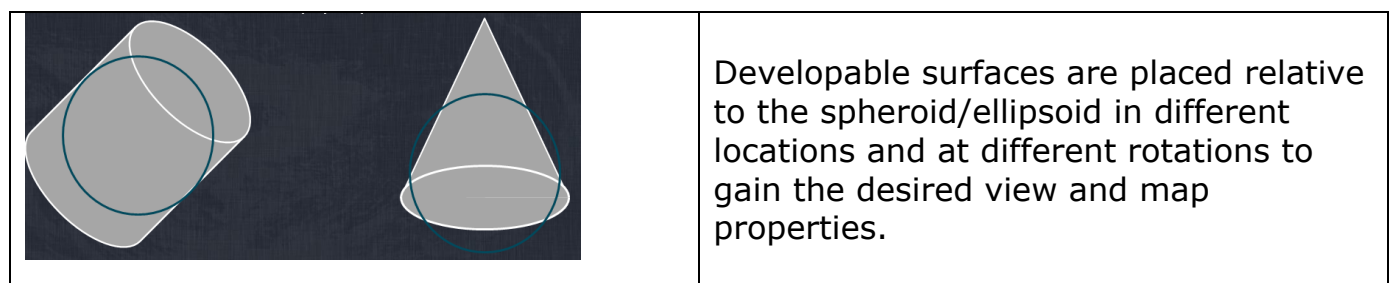 Developable surfaces are placed relative
to the spheroid/ellipsoid in different
locations and at different rotations to
gain the desired view and map
properties.